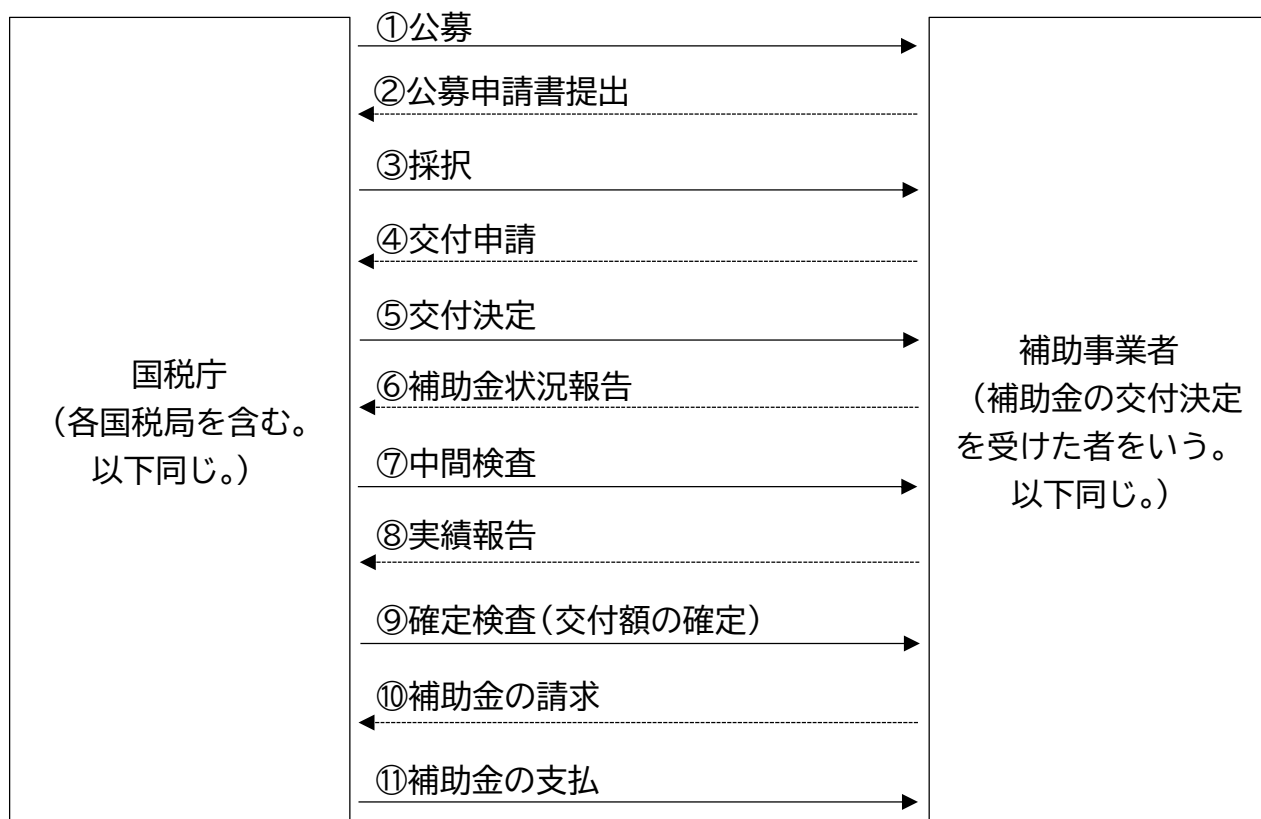 ①公募
②公募申請書提出
③採択
④交付申請
⑤交付決定
⑥補助金状況報告
⑦中間検査
⑧実績報告
⑨確定検査(交付額の確定)
⑩補助金の請求
⑪補助金の支払
国税庁
(各国税局を含む。
以下同じ。)
補助事業者
(補助金の交付決定
を受けた者をいう。
以下同じ。)